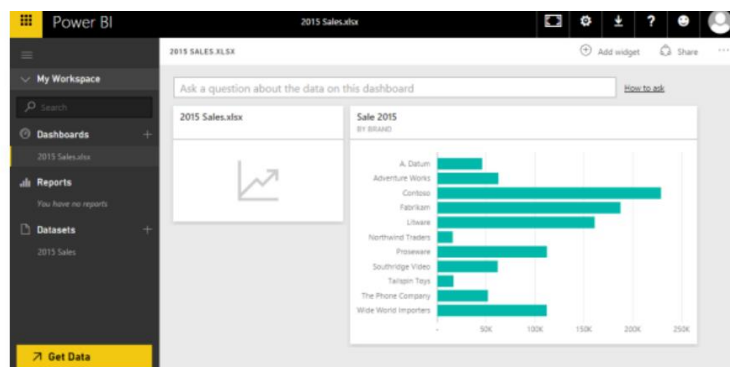 Power BI
2015 Sales.xlsx
?
2015 SALES.XLSX
Add widget
Share
My Workspace
Search
Ask a question about the data on this dashboard
How to ask
Dashboards
2015 Sales.xlsx
Reports
You have no reports
Datasets
2015 Sales
Get Data
2015 Sales.xlsx
Sale 2015
BY BRAND
A. Datum
Adventure Works
Contoso
Fabrikam
Litware
Northwind Traders
Proseware
Southridge Video
Tailspin Toys
The Phone Company
Wide World Importers
- 50K 100K 150K 200K 250K